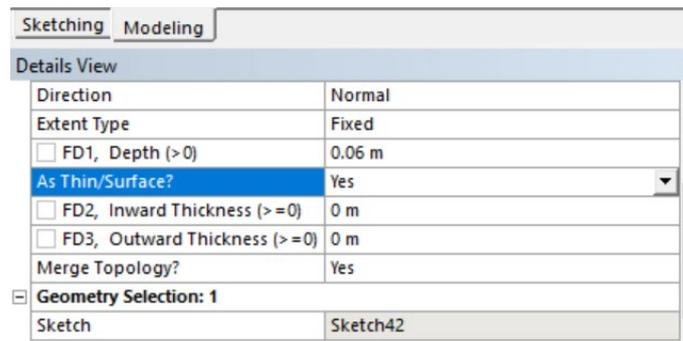 Sketching Modeling
Details View
Direction Normal
Extent Type Fixed
FD1, Depth (>0) 0.06 m
As Thin/Surface? Yes
FD2, Inward Thickness (>=0) 0 m
FD3, Outward Thickness (>=0) 0 m
Merge Topology? Yes
Geometry Selection: 1
Sketch Sketch42